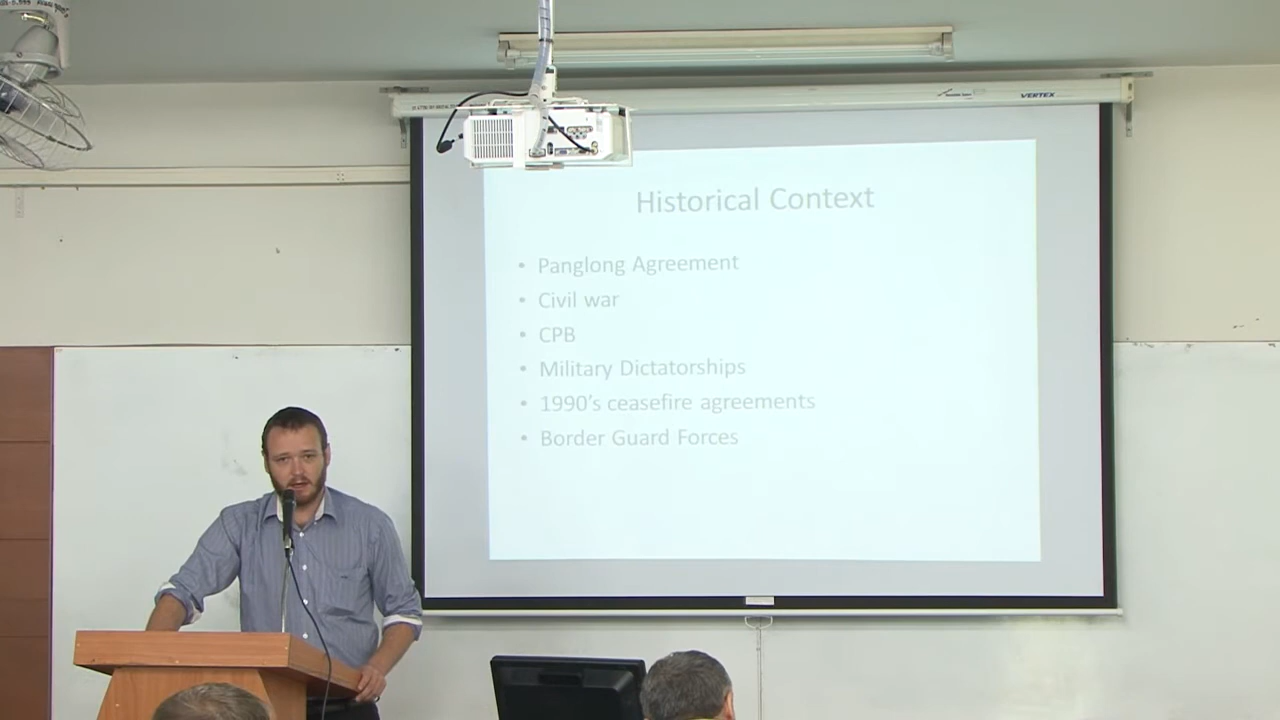 VERTEX
Historical Context
• Panglong Agreement
• Civil war
• CPB
• Military Dictatorships
• 1990's ceasefire agreements
• Border Guard Forces